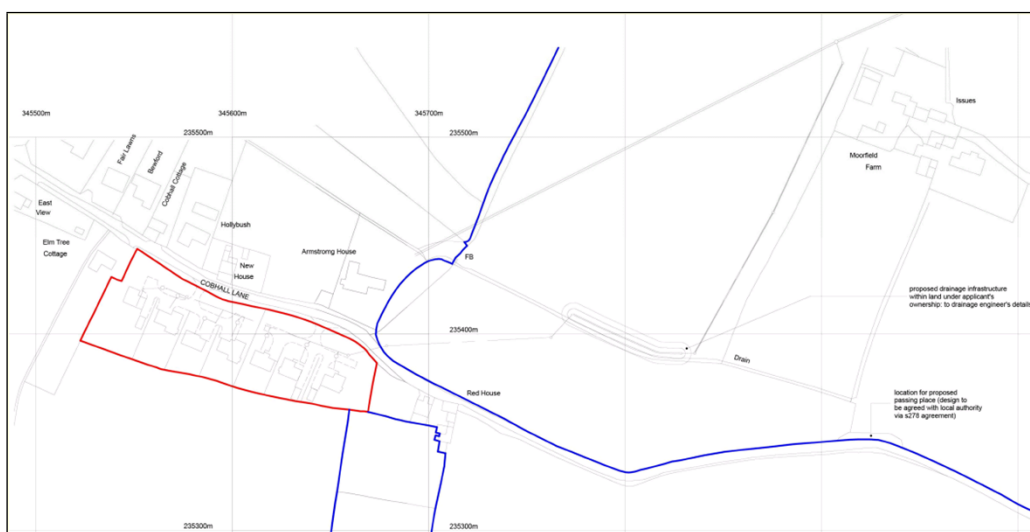 345500m
345600m
345700m
235500m
235500m
Issues
Fair Lawns
Bewford
Cobhall Cottage
Moorfield
Farm
East
View
Hollybush
Elm Tree
Cottage
Armstromg House
New
House
FB
COBHALL LANE
proposed drainage infrastructure
within land under applicant's
ownership: to drainage engineer's details
235400m
Drain
Red House
location for proposed
passing place (design to
be agreed with local authority
via s278 agreement)
235300m
235300m